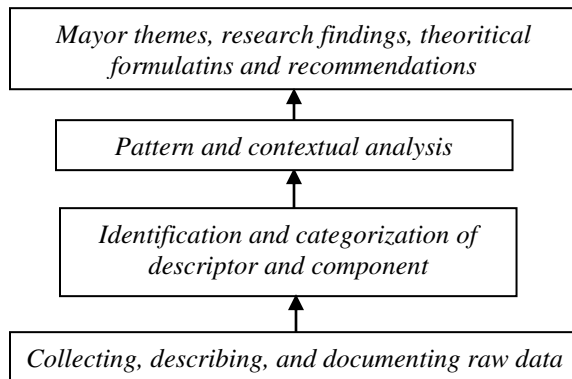 Mayor themes, research findings, theoritical
formulatins and recommendations
Pattern and contextual analysis
Identification and categorization of
descriptor and component
Collecting, describing, and documenting raw data